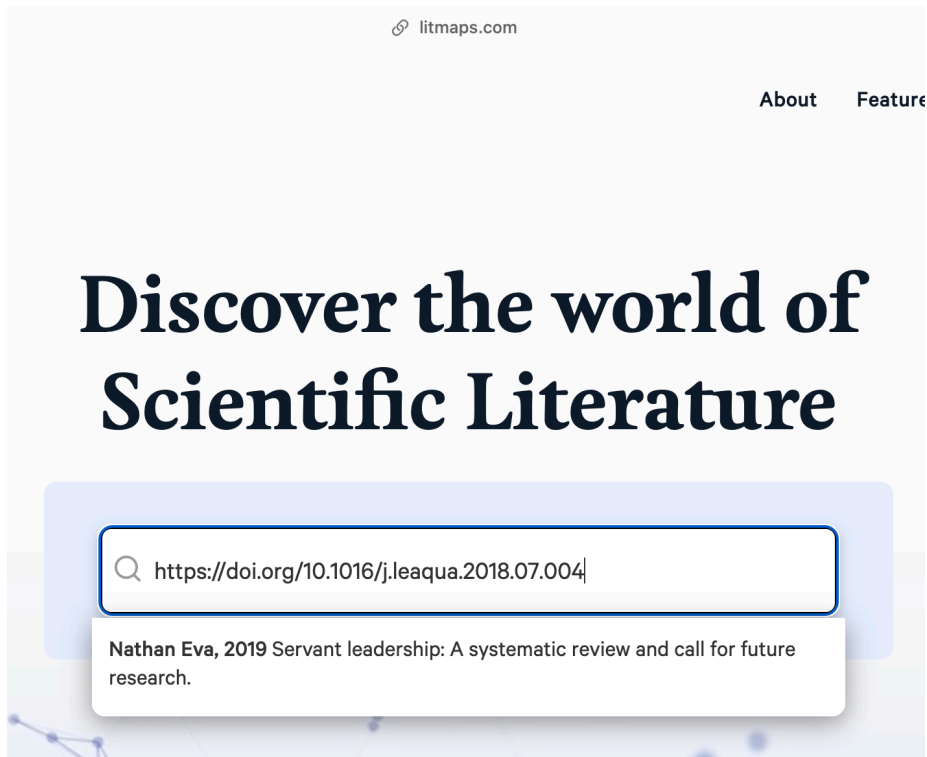 litmaps.com
About Feature
Discover the world of
Scientific Literature
https://doi.org/10.1016/j.leaqua.2018.07.004
Nathan Eva, 2019 Servant leadership: A systematic review and call for future
research.